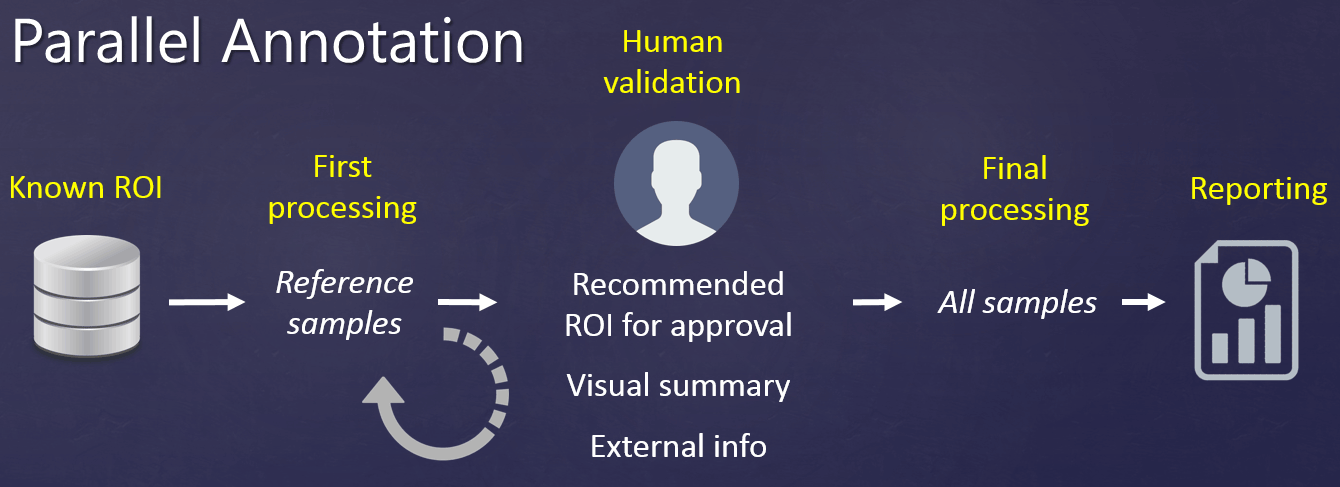 Parallel Annotation
Known ROI
First
processing
Reference
samples
Human
validation
Recommended
ROI for approval
Visual summary
External info
Final
processing
All samples
Reporting